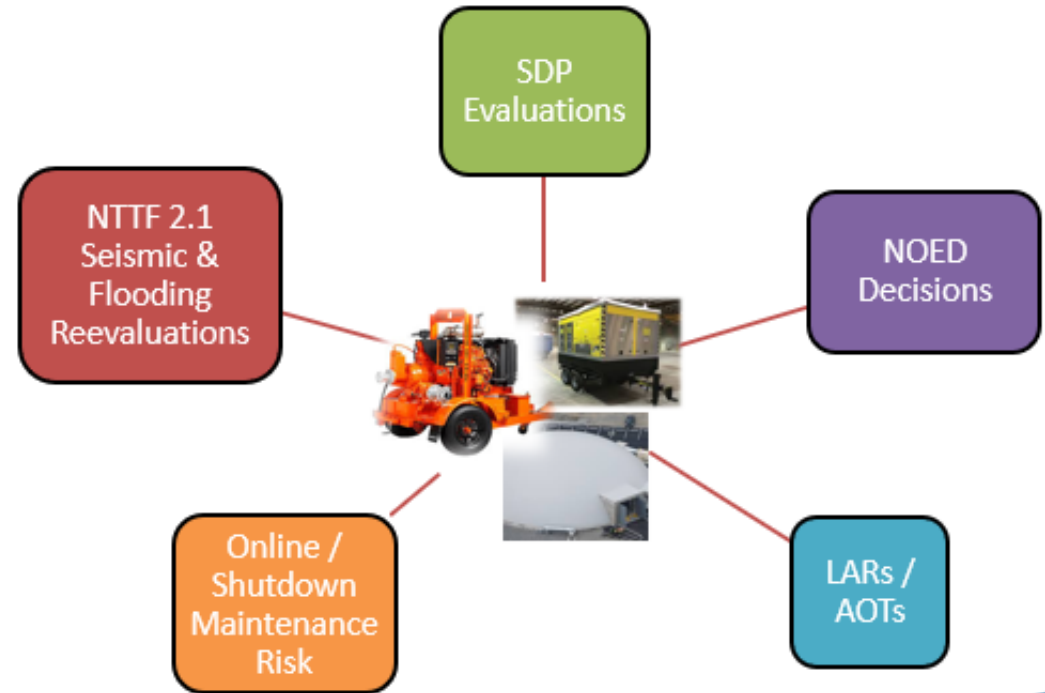 SDP
Evaluations
NTTF 2.1
Seismic &
Flooding
Reevaluations
NOED
Decisions
Online /
Shutdown
Maintenance
Risk
LARs /
AOTs